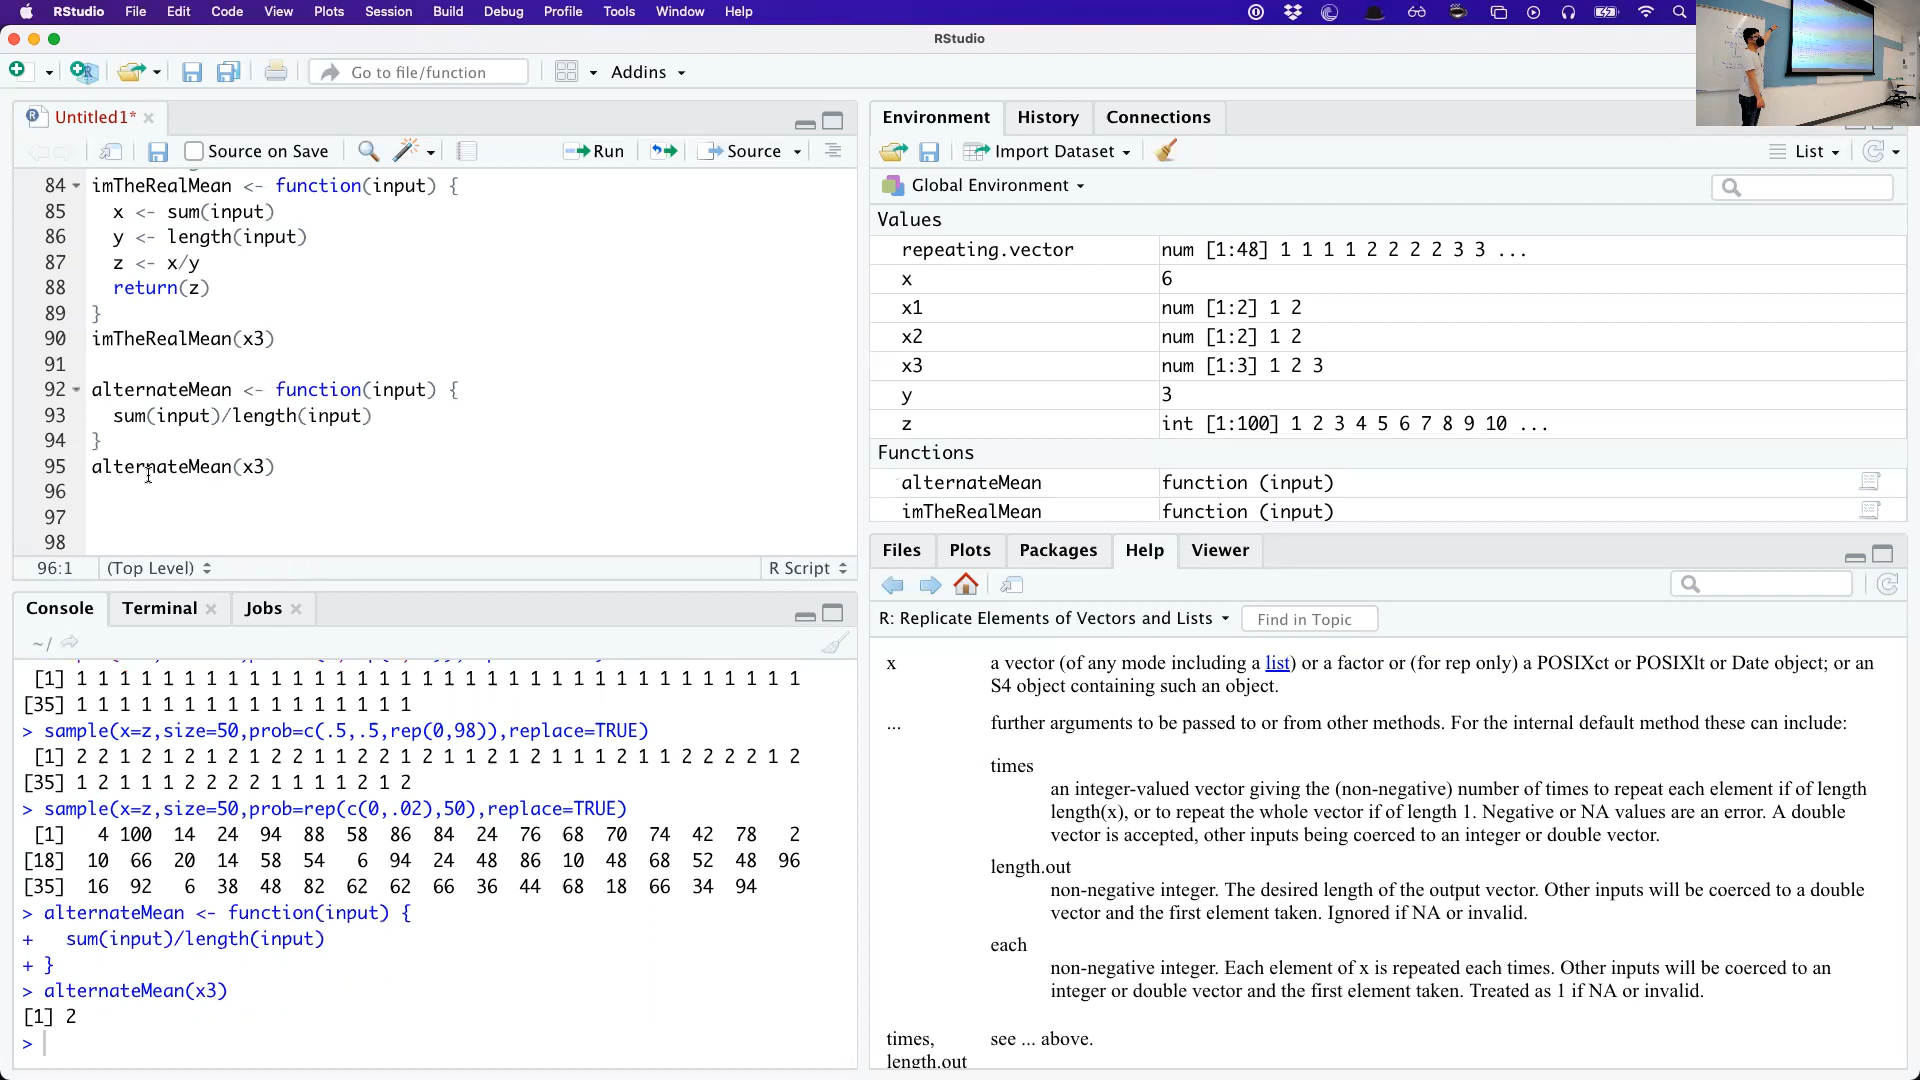 RStudio File Edit Code View Plots Session Build Debug Profile Tools Window Help
RStudio
Go to file/function Addins
Untitled1*
Source on Save Run Source
84 imTheRealMean <- function(input) {
85 x <- sum(input)
86 y <- length(input)
87 z <- x/y
88 return(z)
89 }
90 imTheRealMean(x3)
91
92 alternateMean <- function(input) {
93 sum(input)/length(input)
94 }
95 alternateMean(x3)
96
97
98
96:1 (Top Level) R Script
Console Terminal Jobs
~/
[1] 1 1 1 1 1 1 1 1 1 1 1 1 1 1 1 1 1 1 1 1 1 1 1 1 1 1 1 1 1 1 1 1 1 1
[35] 1 1 1 1 1 1 1 1 1 1 1 1 1 1 1 1
> sample(x=z,size=50,prob=c(.5,.5,rep(0,98)),replace=TRUE)
[1] 2 2 1 2 1 2 1 2 1 2 2 1 1 2 2 1 2 1 1 2 1 2 1 1 1 2 1 1 2 2 2 2 1 2
[35] 1 2 1 1 1 2 2 2 2 1 1 1 1 2 1 2
> sample(x=z,size=50,prob=rep(c(0,.02),50),replace=TRUE)
[1] 4 100 14 24 94 88 58 86 84 24 76 68 70 74 42 78 2
[18] 10 66 20 14 58 54 6 94 24 48 86 10 48 68 52 48 96
[35] 16 92 6 38 48 82 62 62 66 36 44 68 18 66 34 94
> alternateMean <- function(input) {
+ sum(input)/length(input)
+ }
> alternateMean(x3)
[1] 2
>
Environment History Connections
Import Dataset List
Global Environment
Values
repeating.vector num [1:48] 1 1 1 1 2 2 2 2 3 3 ...
x 6
x1 num [1:2] 1 2
x2 num [1:2] 1 2
x3 num [1:3] 1 2 3
y 3
z int [1:100] 1 2 3 4 5 6 7 8 9 10 ...
Functions
alternateMean function (input)
imTheRealMean function (input)
Files Plots Packages Help Viewer
R: Replicate Elements of Vectors and Lists Find in Topic
x a vector (of any mode including a list) or a factor or (for rep only) a POSIXct or POSIXlt or Date object; or an
S4 object containing such an object.
... further arguments to be passed to or from other methods. For the internal default method these can include:
times
an integer-valued vector giving the (non-negative) number of times to repeat each element if of length
length(x), or to repeat the whole vector if of length 1. Negative or NA values are an error. A double
vector is accepted, other inputs being coerced to an integer or double vector.
length.out
non-negative integer. The desired length of the output vector. Other inputs will be coerced to a double
vector and the first element taken. Ignored if NA or invalid.
each
non-negative integer. Each element of x is repeated each times. Other inputs will be coerced to an
integer or double vector and the first element taken. Treated as 1 if NA or invalid.
times, see ... above.
length.out